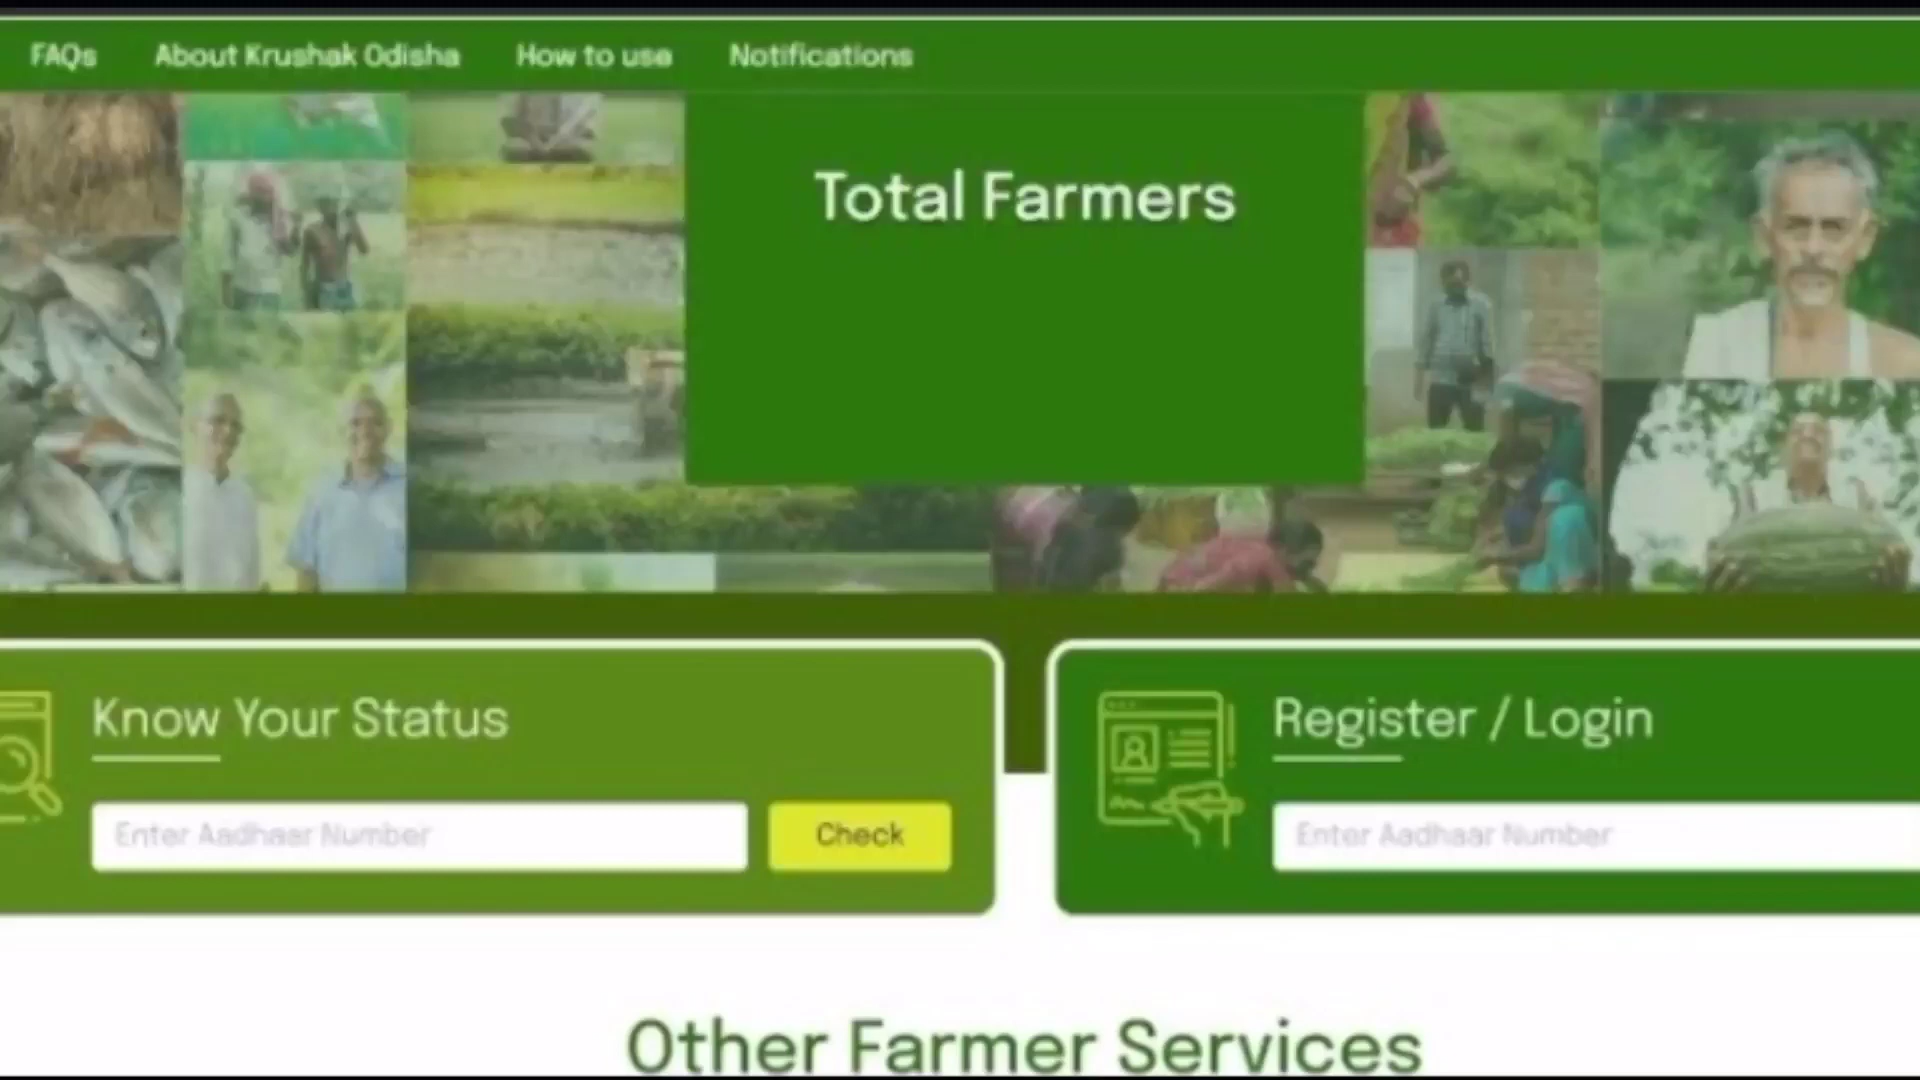 FAQs About Krushak Odisha How to use Notifications
Total Farmers
Know Your Status
Enter Aadhaar Number
Check
Register / Login
Enter Aadhaar Number
Other Farmer Services